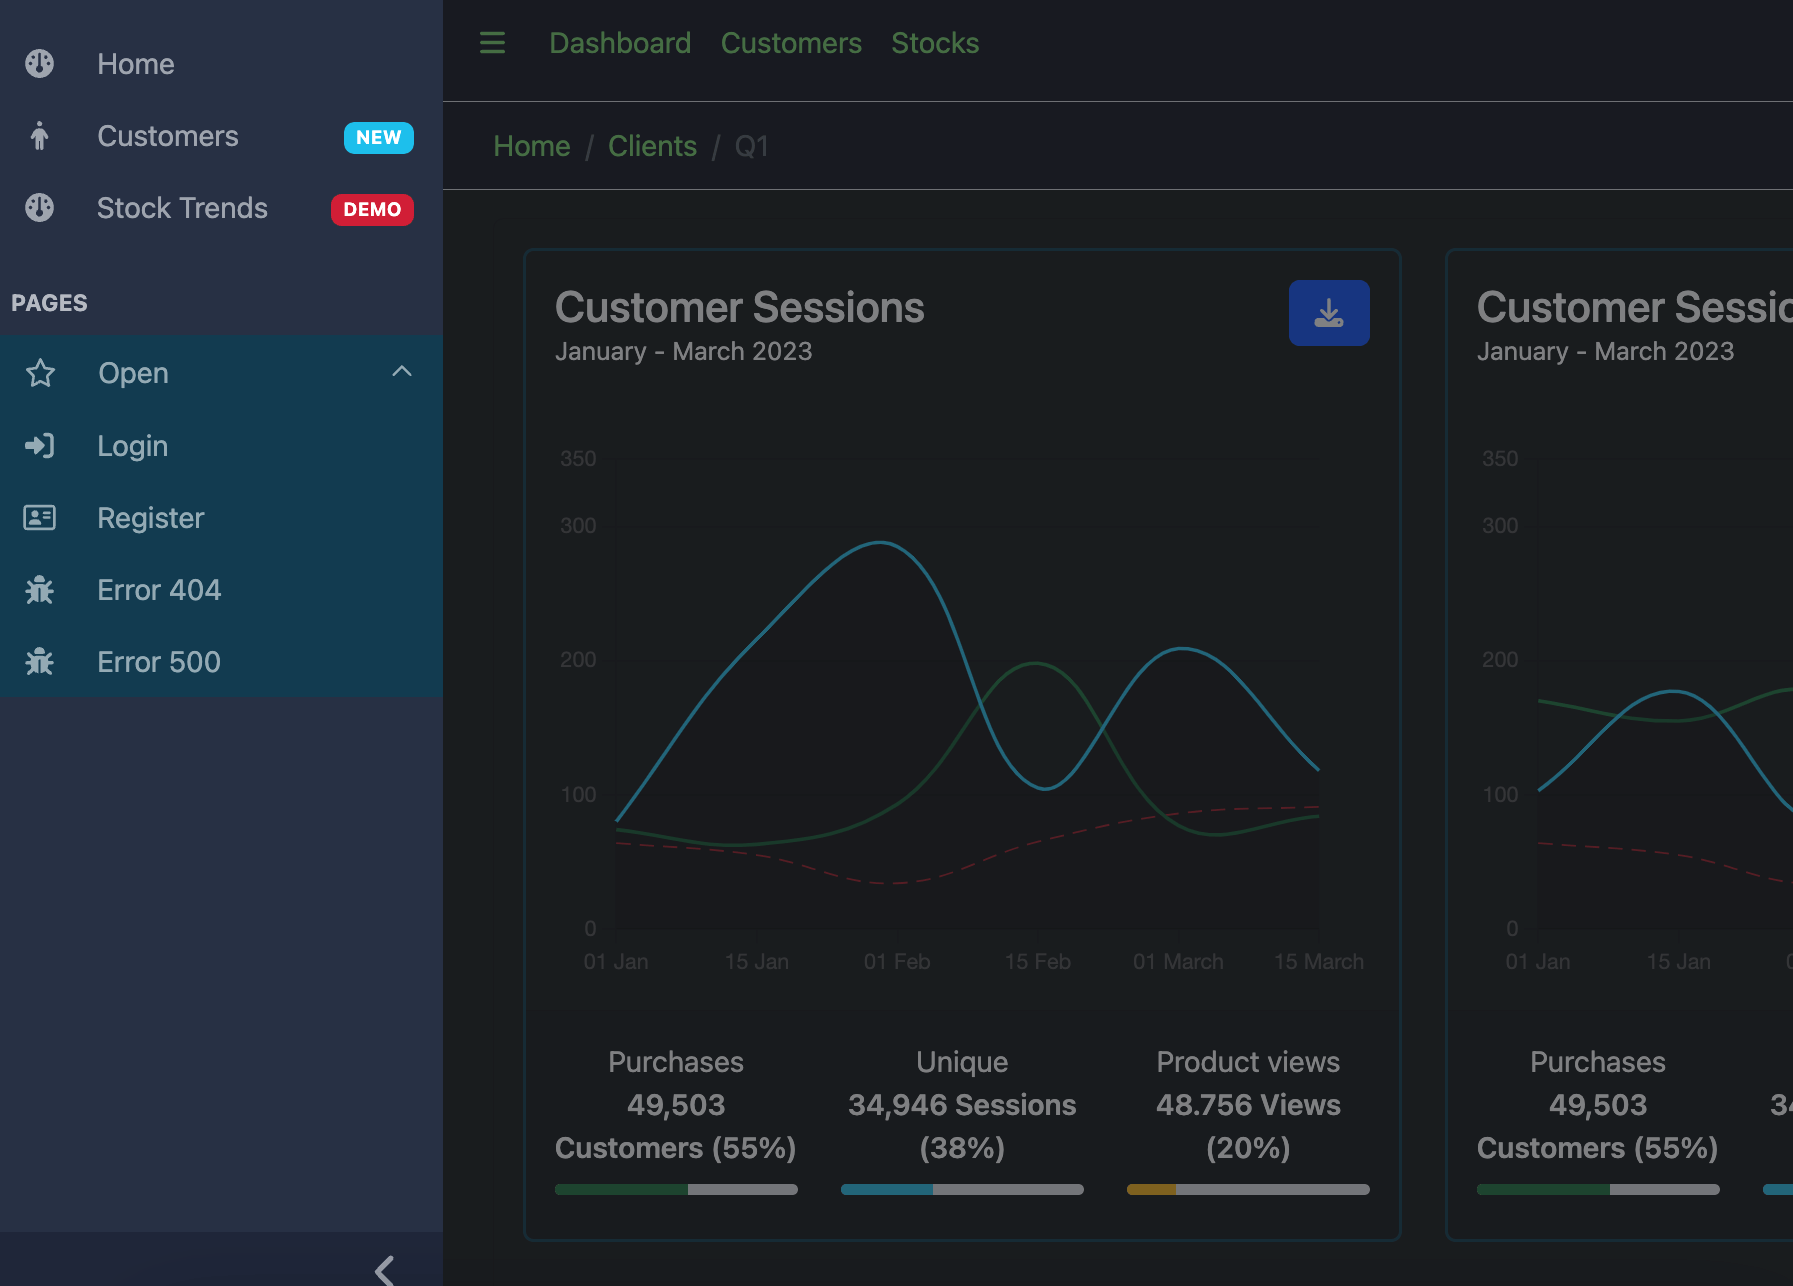 Home
Customers NEW
Stock Trends DEMO
PAGES
Open
Login
Register
Error 404
Error 500
Dashboard Customers Stocks
Home / Clients / Q1
Customer Sessions
January - March 2023
350
300
200
100
0
01 Jan 15 Jan 01 Feb 15 Feb 01 March 15 March
Purchases
49,503
Customers (55%)
Unique
34,946 Sessions
(38%)
Product views
48.756 Views
(20%)
Customer Sessio
January - March 2023
350
300
200
100
0
01 Jan 15 Jan 0
Purchases
49,503
Customers (55%)
34